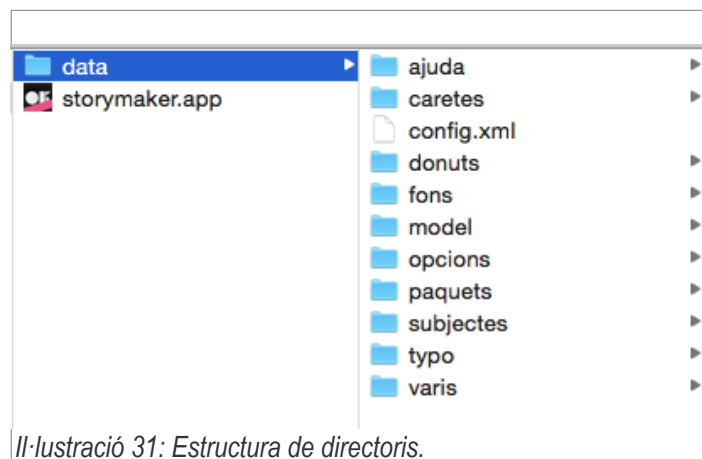 data
storymaker.app
ajuda
caretes
config.xml
donuts
fons
model
opcions
paquets
subjectes
typo
varis
Il·lustració 31: Estructura de directoris.